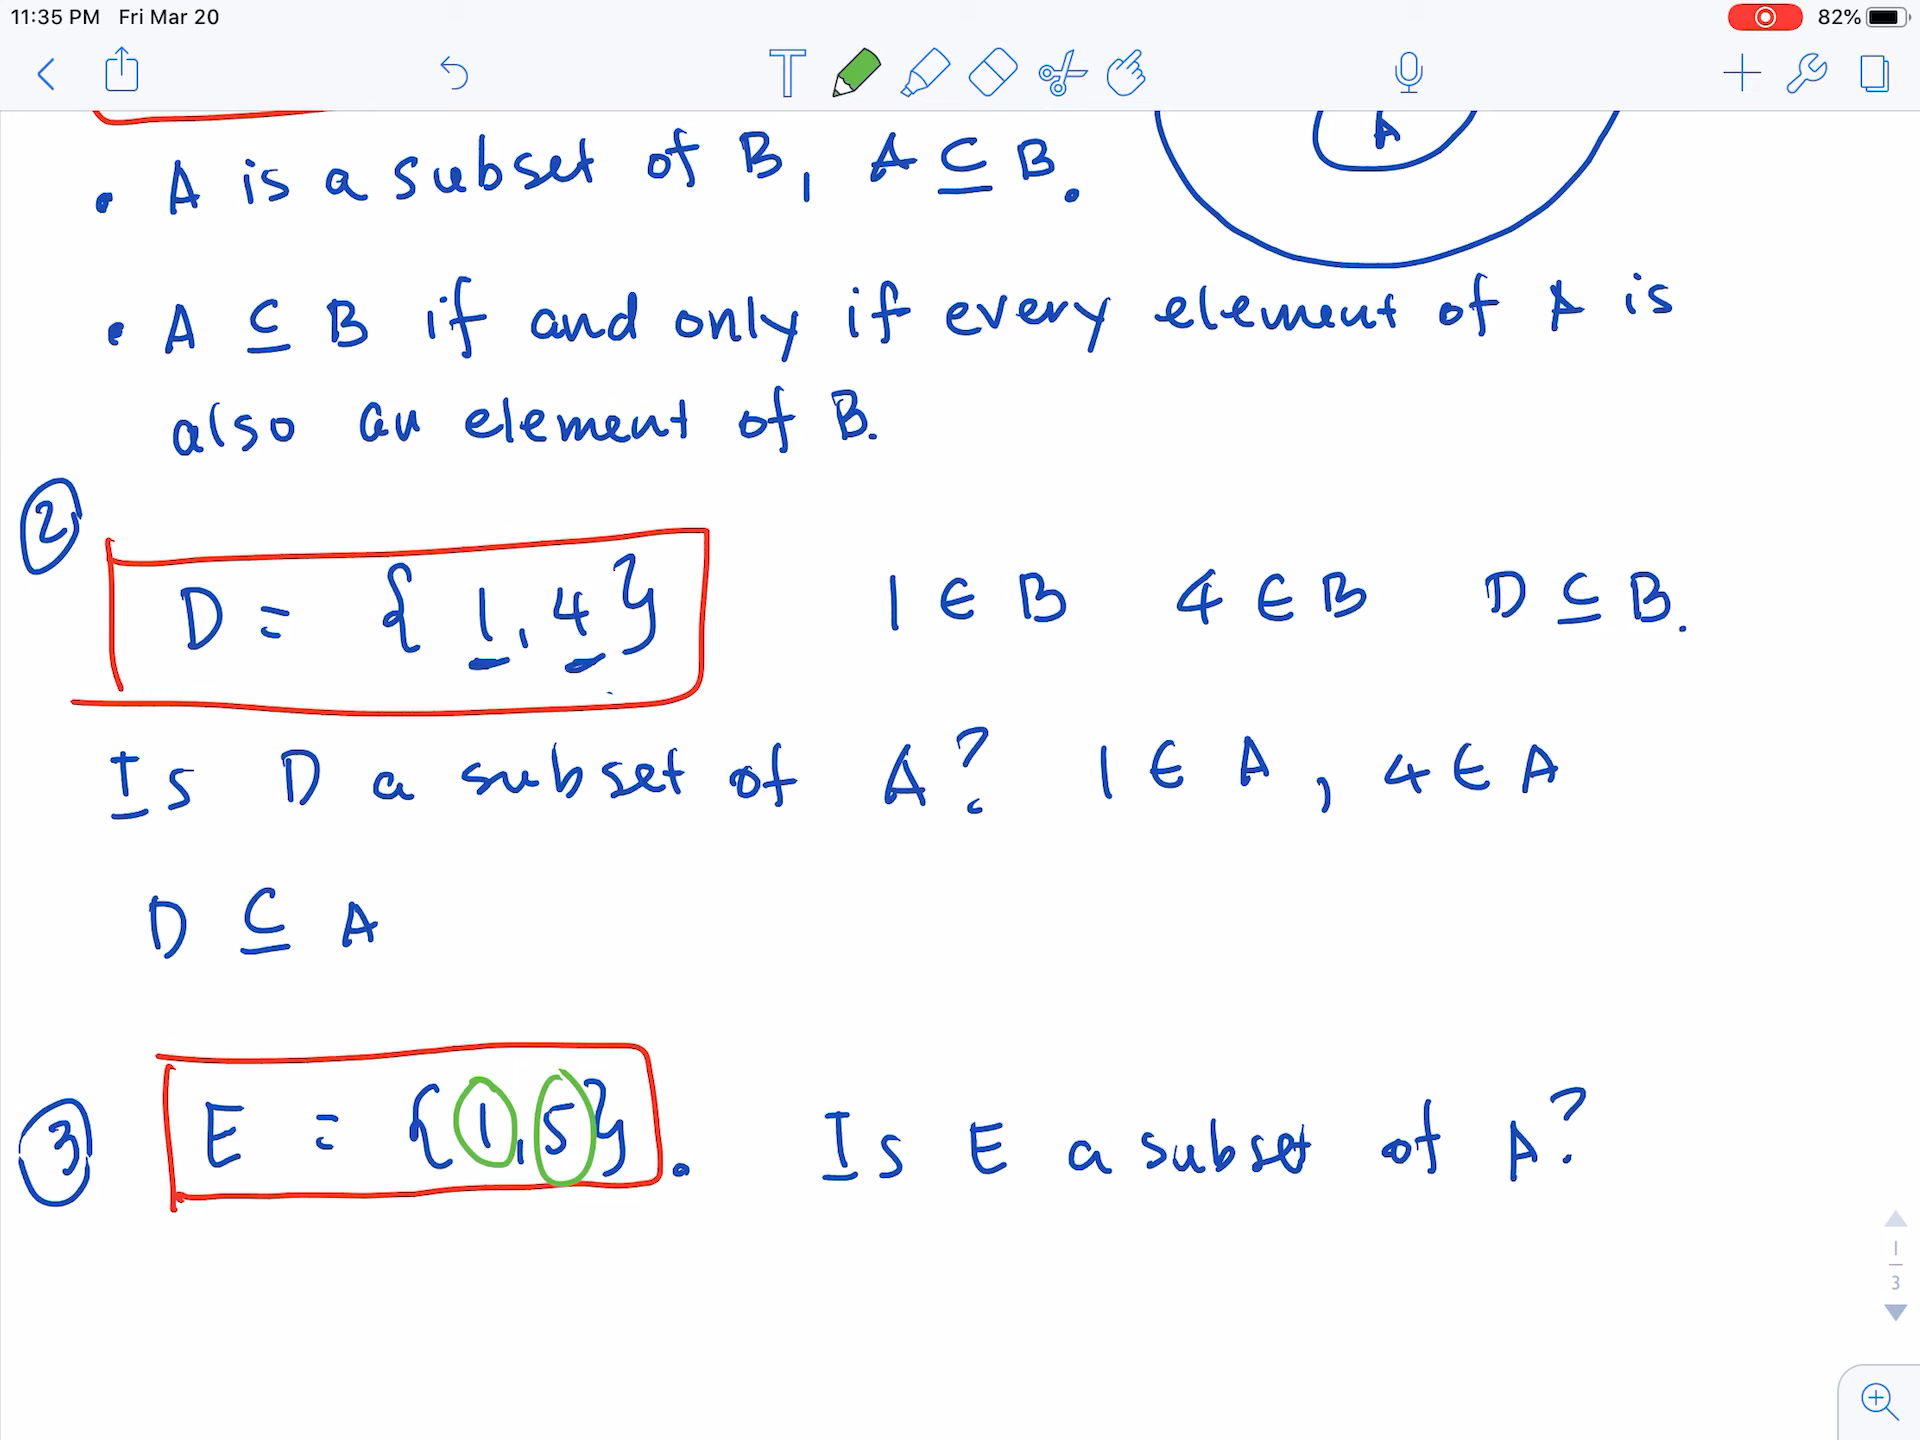 11:35 PM Fri Mar 20 82%
T
A
• A is a subset of B, A ⊆ B.
• A ⊆ B if and only if every element of A is
also an element of B.
②
D = { 1, 4 } 1 ∈ B 4 ∈ B D ⊆ B.
Is D a subset of A? 1 ∈ A, 4 ∈ A
D ⊆ A
③ E = {1,5}. Is E a subset of A?
1
3